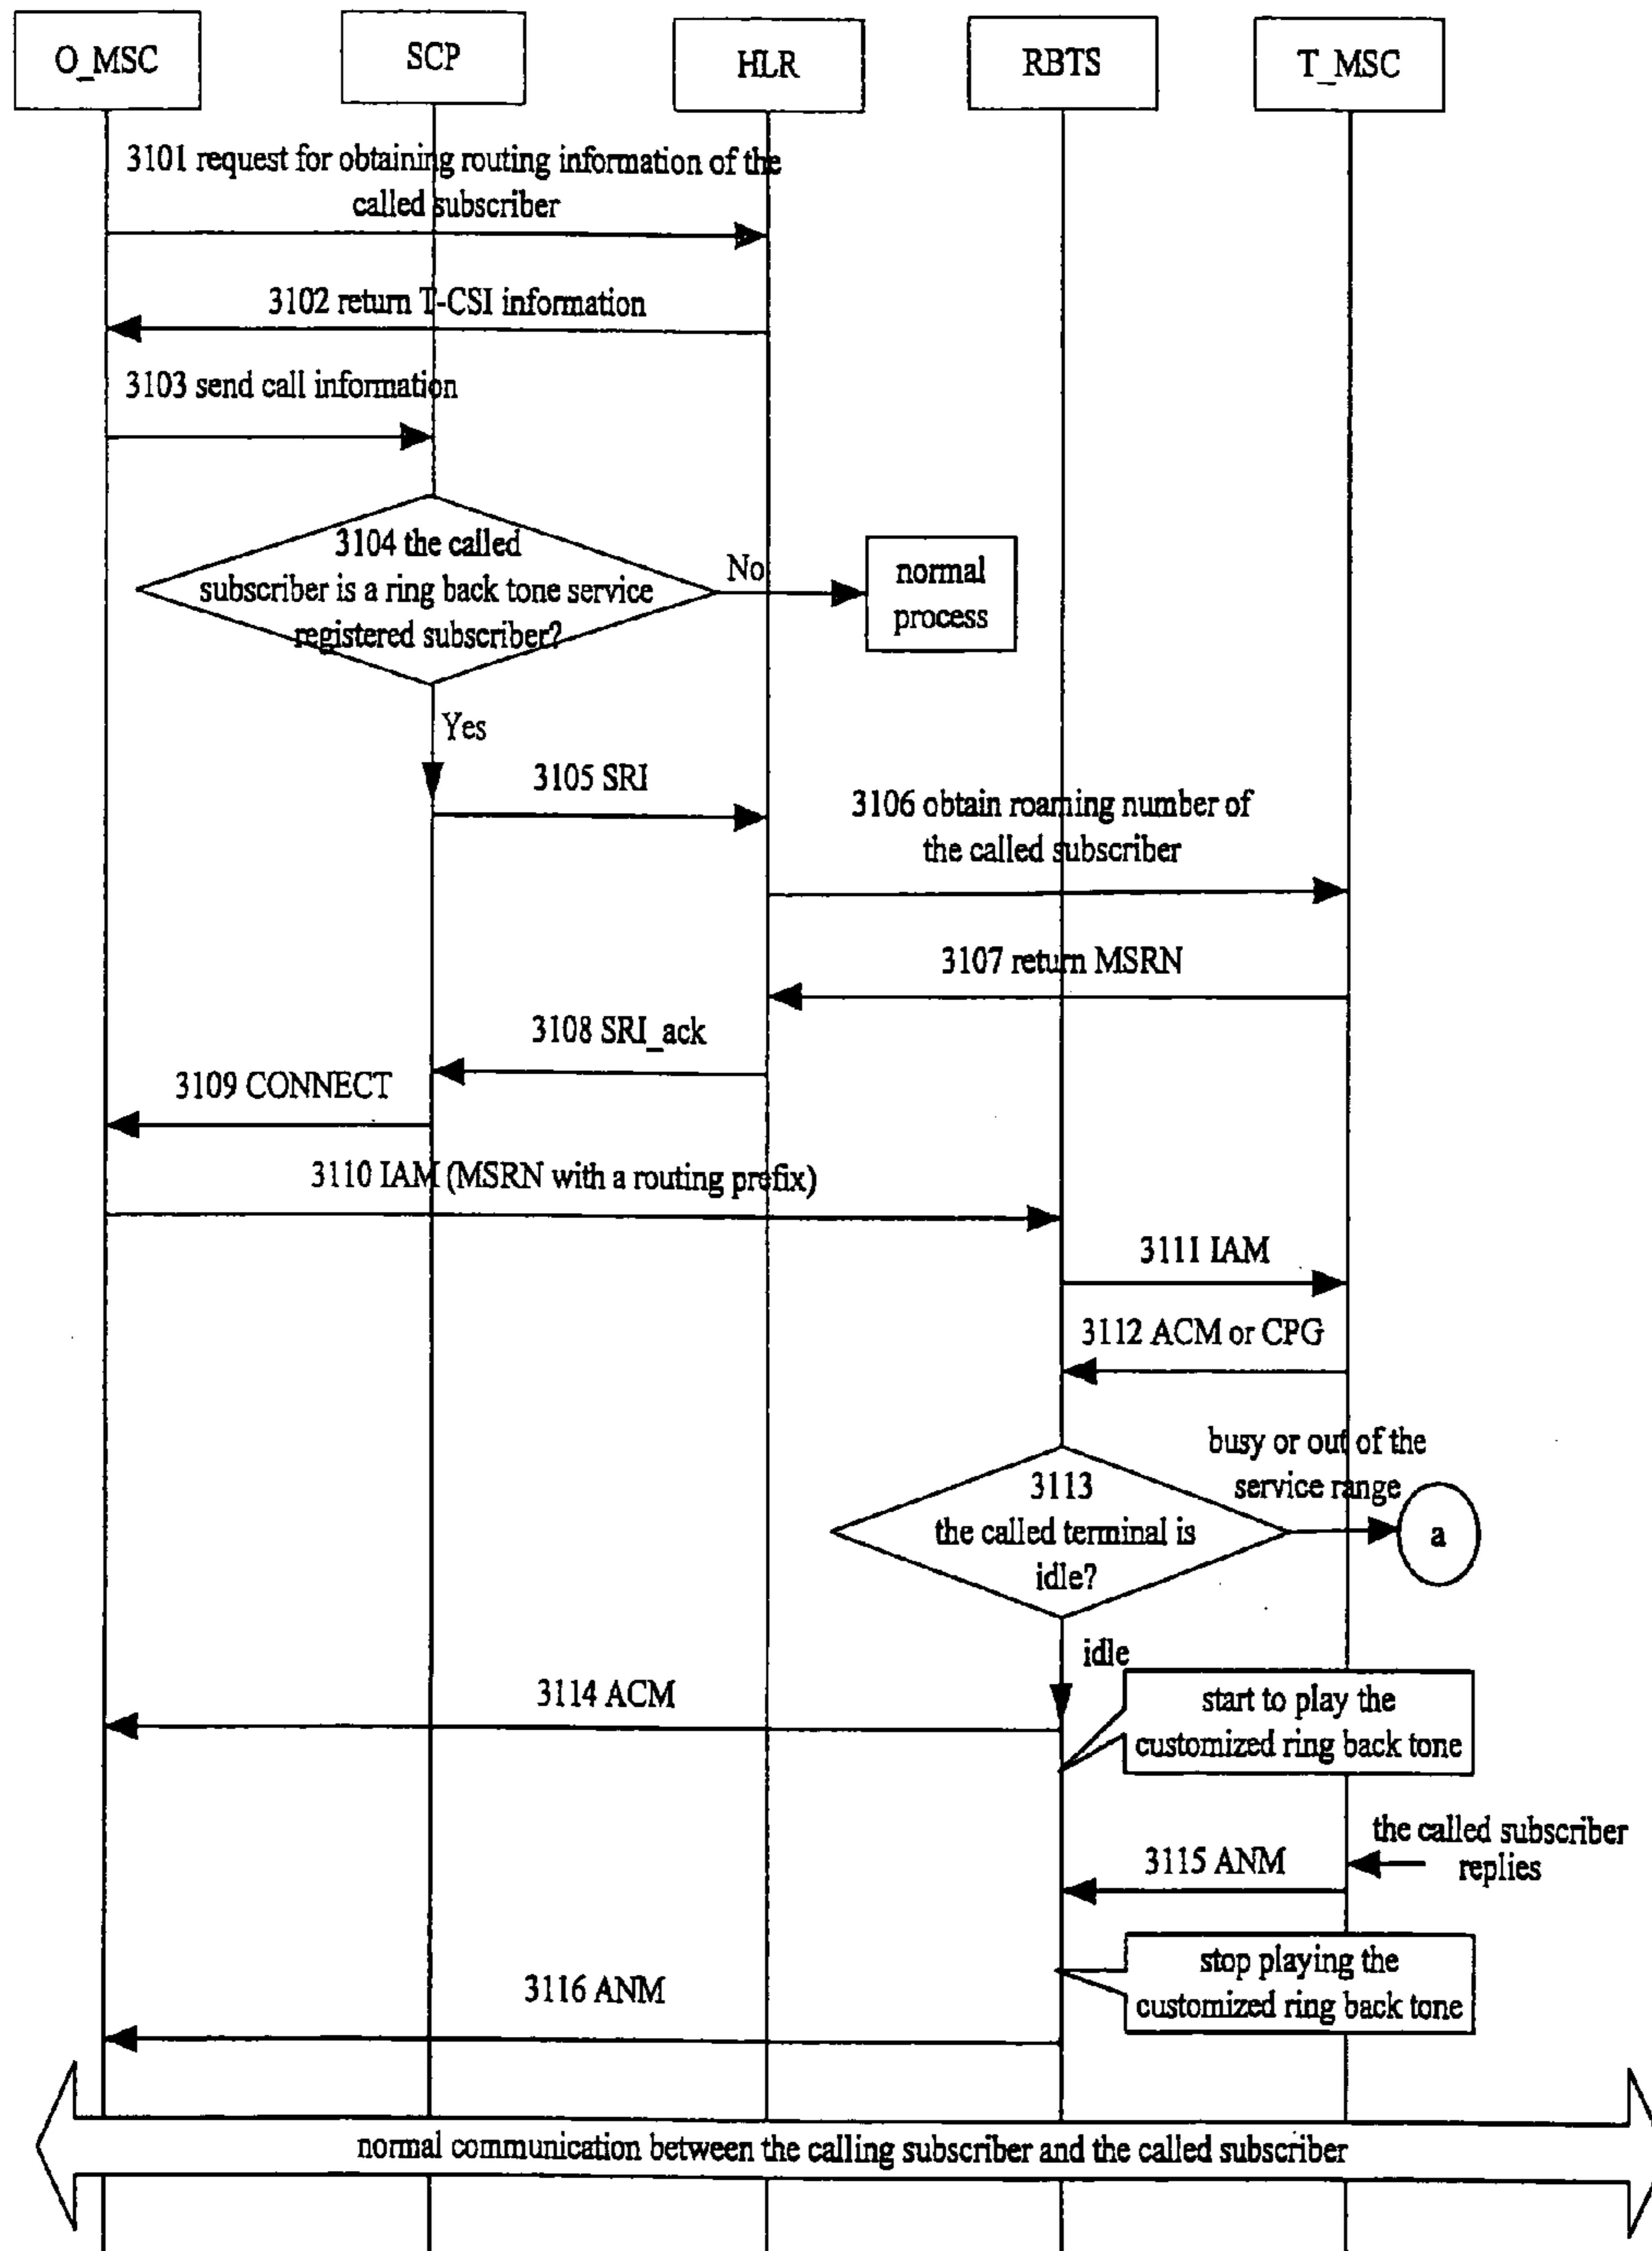 O_MSC
SCP
HLR
RBTS
T_MSC
3101 request for obtaining routing information of the
called subscriber
3102 return T-CSI information
3103 send call information
3104 the called
subscriber is a ring back tone service
registered subscriber?
No
normal
process
Yes
3105 SRI
3106 obtain roaming number of
the called subscriber
3107 return MSRN
3108 SRI_ack
3109 CONNECT
3110 IAM (MSRN with a routing prefix)
3111 IAM
3112 ACM or CPG
busy or out of the
service range
3113
the called terminal is
idle?
a
idle
3114 ACM
start to play the
customized ring back tone
the called subscriber
replies
3115 ANM
stop playing the
customized ring back tone
3116 ANM
normal communication between the calling subscriber and the called subscriber